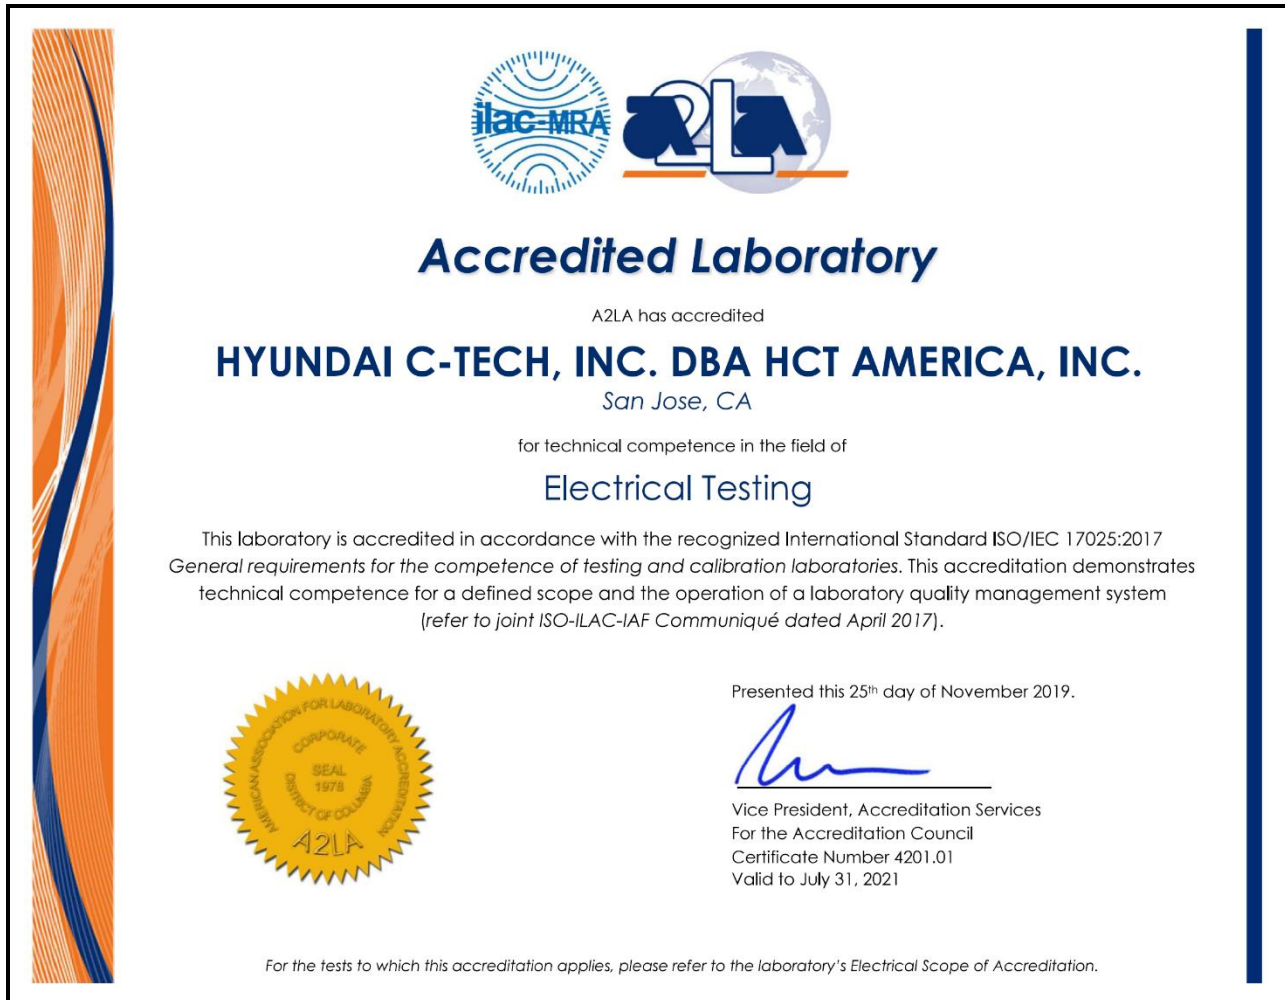 ilac-MRA
A2LA
Accredited Laboratory
A2LA has accredited
HYUNDAI C-TECH, INC. DBA HCT AMERICA, INC.
San Jose, CA
for technical competence in the field of
Electrical Testing
This laboratory is accredited in accordance with the recognized International Standard ISO/IEC 17025:2017
General requirements for the competence of testing and calibration laboratories. This accreditation demonstrates
technical competence for a defined scope and the operation of a laboratory quality management system
(refer to joint ISO-ILAC-IAF Communiqué dated April 2017).
AMERICAN ASSOCIATION FOR LABORATORY ACCREDITATION
CORPORATE
SEAL
1978
DISTRICT OF COLUMBIA
A2LA
Presented this 25th day of November 2019.
Vice President, Accreditation Services
For the Accreditation Council
Certificate Number 4201.01
Valid to July 31, 2021
For the tests to which this accreditation applies, please refer to the laboratory's Electrical Scope of Accreditation.